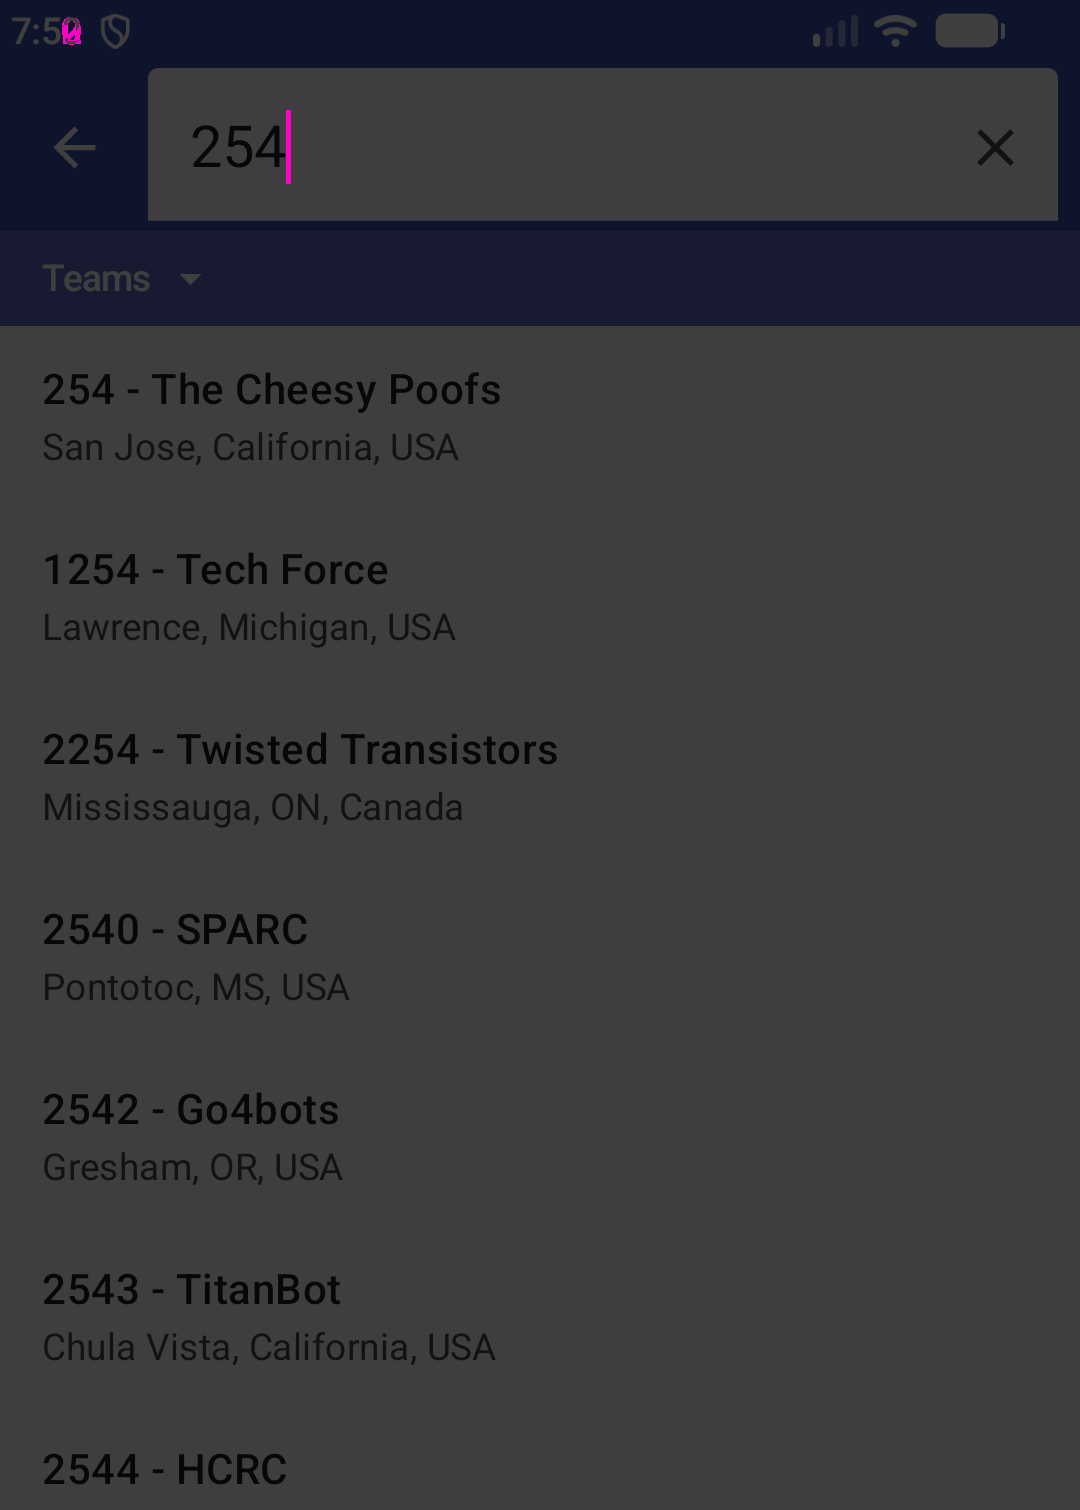 254
Teams
254 - The Cheesy Poofs
San Jose, California, USA
1254 - Tech Force
Lawrence, Michigan, USA
2254 - Twisted Transistors
Mississauga, ON, Canada
2540 - SPARC
Pontotoc, MS, USA
2542 - Go4bots
Gresham, OR, USA
2543 - TitanBot
Chula Vista, California, USA
2544 - HCRC